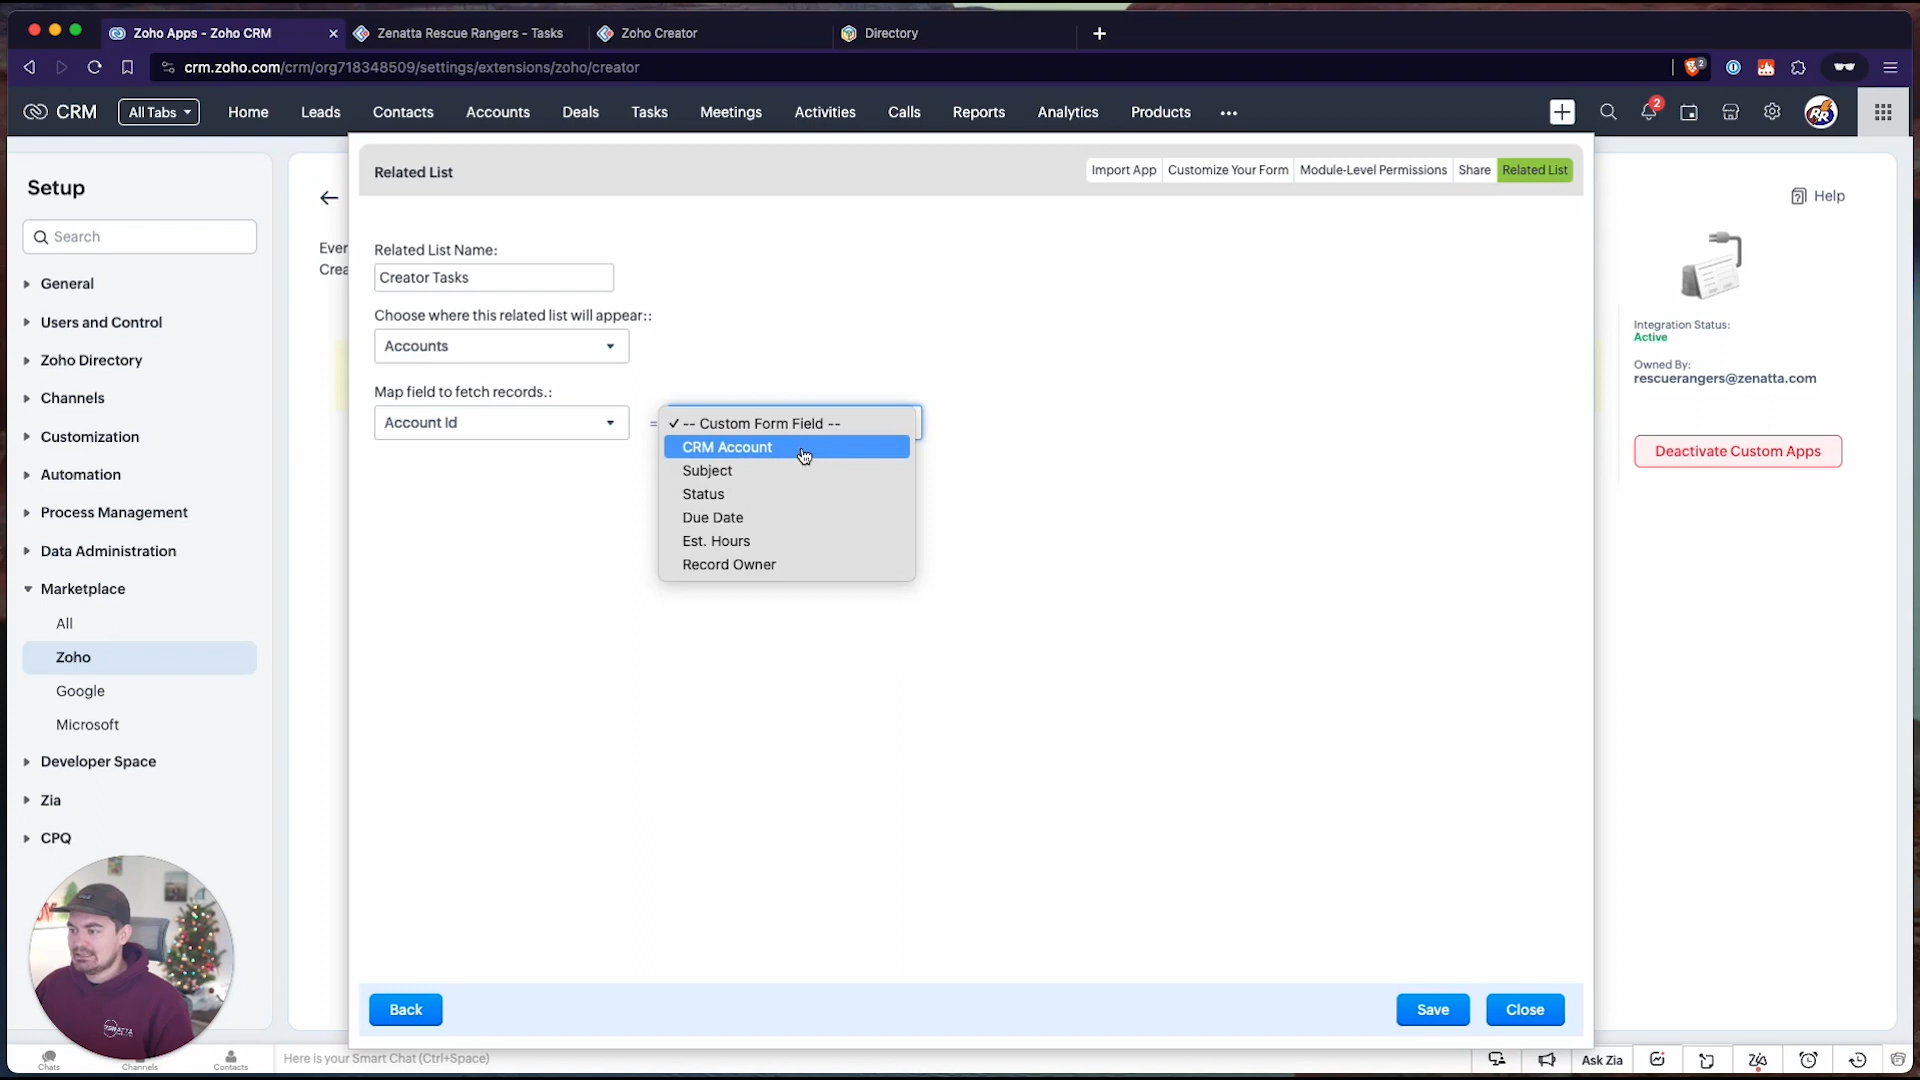 Zoho Apps - Zoho CRM
Zenatta Rescue Rangers - Tasks
Zoho Creator
Directory
crm.zoho.com/crm/org718348509/settings/extensions/zoho/creator
2
CRM
All Tabs
Home
Leads
Contacts
Accounts
Deals
Tasks
Meetings
Activities
Calls
Reports
Analytics
Products
2
RR
Setup
Search
General
Users and Control
Zoho Directory
Channels
Customization
Automation
Process Management
Data Administration
Marketplace
All
Zoho
Google
Microsoft
Developer Space
Zia
CPQ
Ever
Crea
Related List
Import App
Customize Your Form
Module-Level Permissions
Share
Related List
Related List Name:
Creator Tasks
Choose where this related list will appear::
Accounts
Map field to fetch records.:
Account Id
=
-- Custom Form Field --
CRM Account
Subject
Status
Due Date
Est. Hours
Record Owner
Back
Save
Close
Help
Integration Status:
Active
Owned By:
rescuerangers@zenatta.com
Deactivate Custom Apps
Chats
Channels
Contacts
Here is your Smart Chat (Ctrl+Space)
Ask Zia